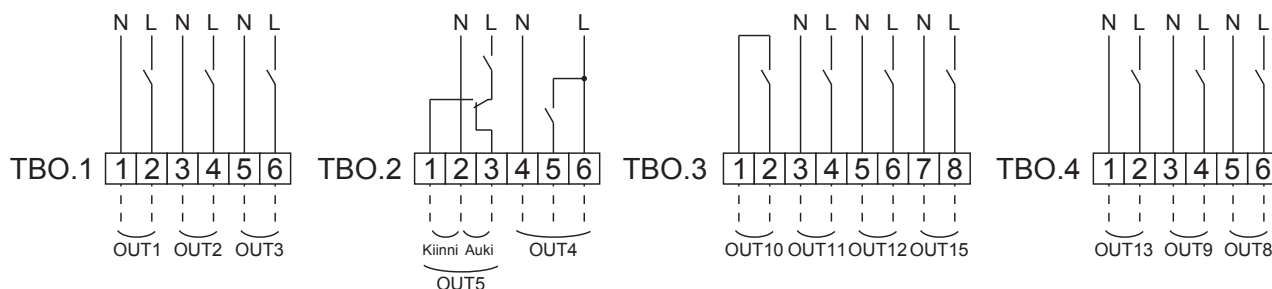 N L N L N L
N L N L
N L N L N L
N L N L N L
TBO.1 1 2 3 4 5 6
TBO.2 1 2 3 4 5 6
TBO.3 1 2 3 4 5 6 7 8
TBO.4 1 2 3 4 5 6
OUT1 OUT2 OUT3
Kiinni Auki OUT4
OUT5
OUT10 OUT11 OUT12 OUT15
OUT13 OUT9 OUT8